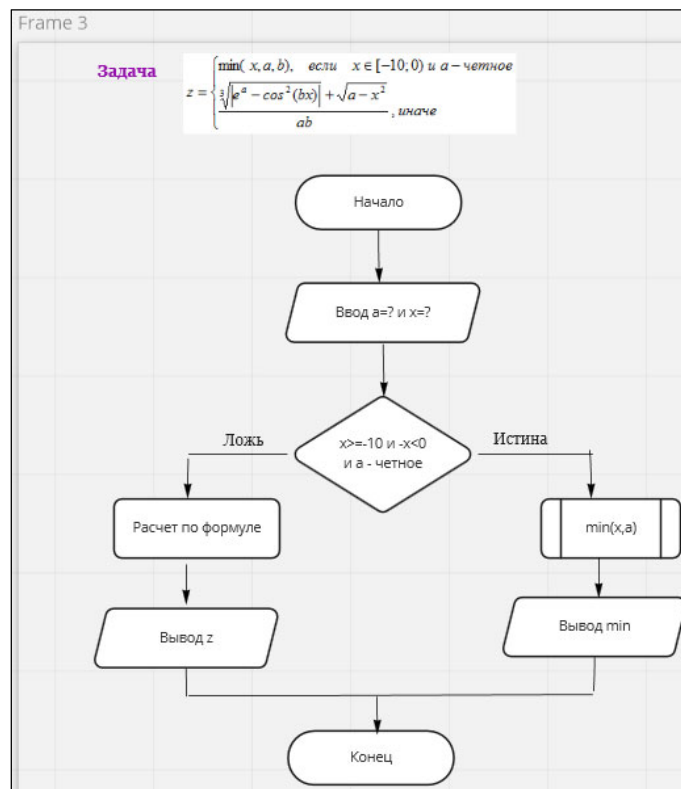 Frame 3
Задача
z = { min( x, a, b), если x ∈ [−10; 0) и a − четное
∛|e^a − cos²(bx)| + √(a − x²)
ab , иначе
Начало
Ввод a=? и x=?
x>=-10 и -x<0
и a - четное
Ложь
Истина
Расчет по формуле
min(x,a)
Вывод z
Вывод min
Конец